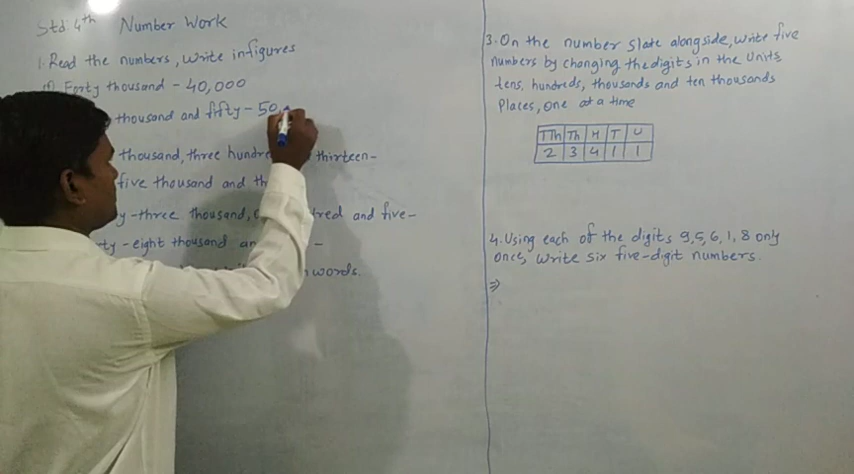 Std 4th Number Work
1. Read the numbers, write in figures
1) Forty thousand - 40,000
thousand and fifty - 50,
thousand, three hundre thirteen -
five thousand and th
y-three thousand, dred and five -
ty-eight thousand an -
words.
3. On the number slate alongside, write five
numbers by changing the digits in the Units,
tens, hundreds, thousands and ten thousands
Places, one at a time
TTh Th H T U
2 3 4 1 1
4. Using each of the digits 9,5,6,1,8 only
once, write six five-digit numbers.
⇒